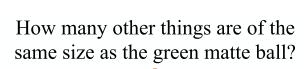 How many other things are of the
same size as the green matte ball?